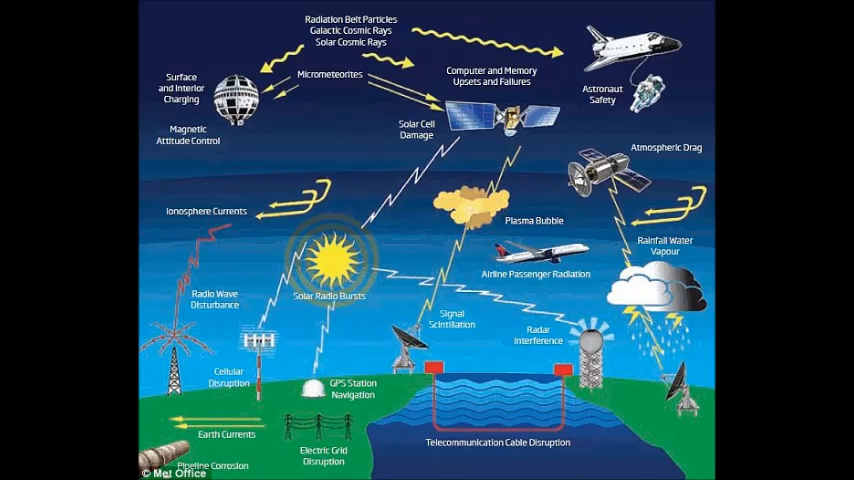 Radiation Belt Particles
Galactic Cosmic Rays
Solar Cosmic Rays
Micrometeorites
Surface
and Interior
Charging
Computer and Memory
Upsets and Failures
Astronaut
Safety
Magnetic
Attitude Control
Solar Cell
Damage
Atmospheric Drag
Ionosphere Currents
Plasma Bubble
Rainfall Water
Vapour
Airline Passenger Radiation
Radio Wave
Disturbance
Solar Radio Bursts
Signal
Scintillation
Radar
Interference
Cellular
Disruption
GPS Station
Navigation
Earth Currents
Electric Grid
Disruption
Telecommunication Cable Disruption
Pipeline Corrosion
© Met Office